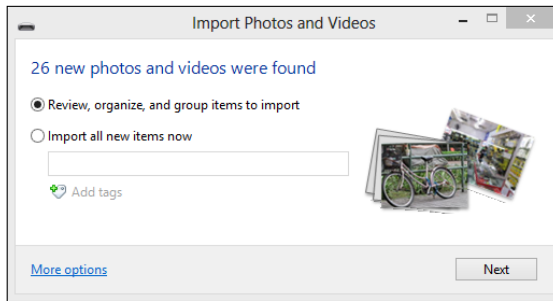 Import Photos and Videos
26 new photos and videos were found
Review, organize, and group items to import
Import all new items now
Add tags
More options
Next